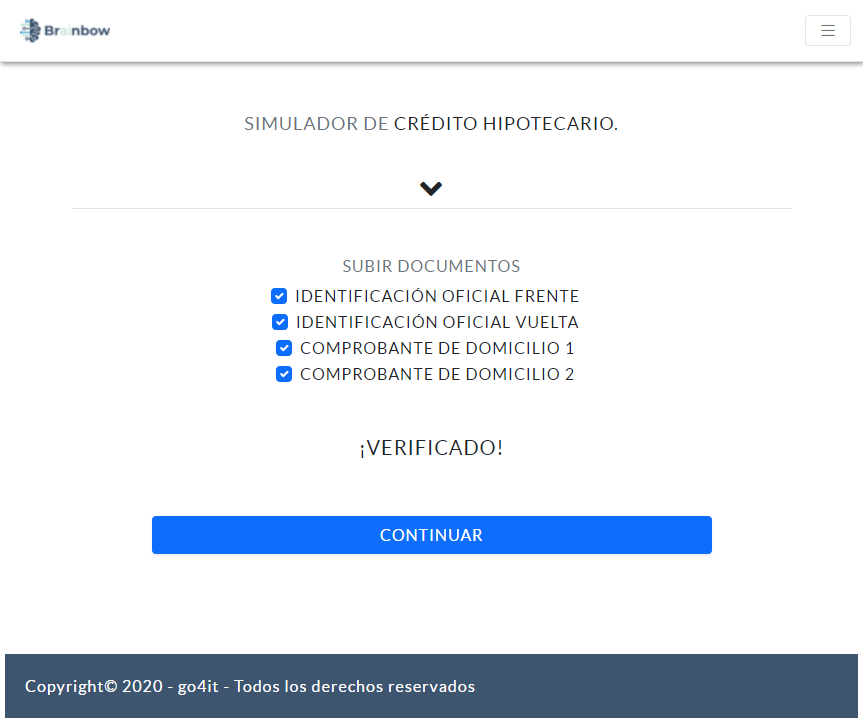 Brainbow
SIMULADOR DE CRÉDITO HIPOTECARIO.
SUBIR DOCUMENTOS
IDENTIFICACIÓN OFICIAL FRENTE
IDENTIFICACIÓN OFICIAL VUELTA
COMPROBANTE DE DOMICILIO 1
COMPROBANTE DE DOMICILIO 2
¡VERIFICADO!
CONTINUAR
Copyright© 2020 - go4it - Todos los derechos reservados